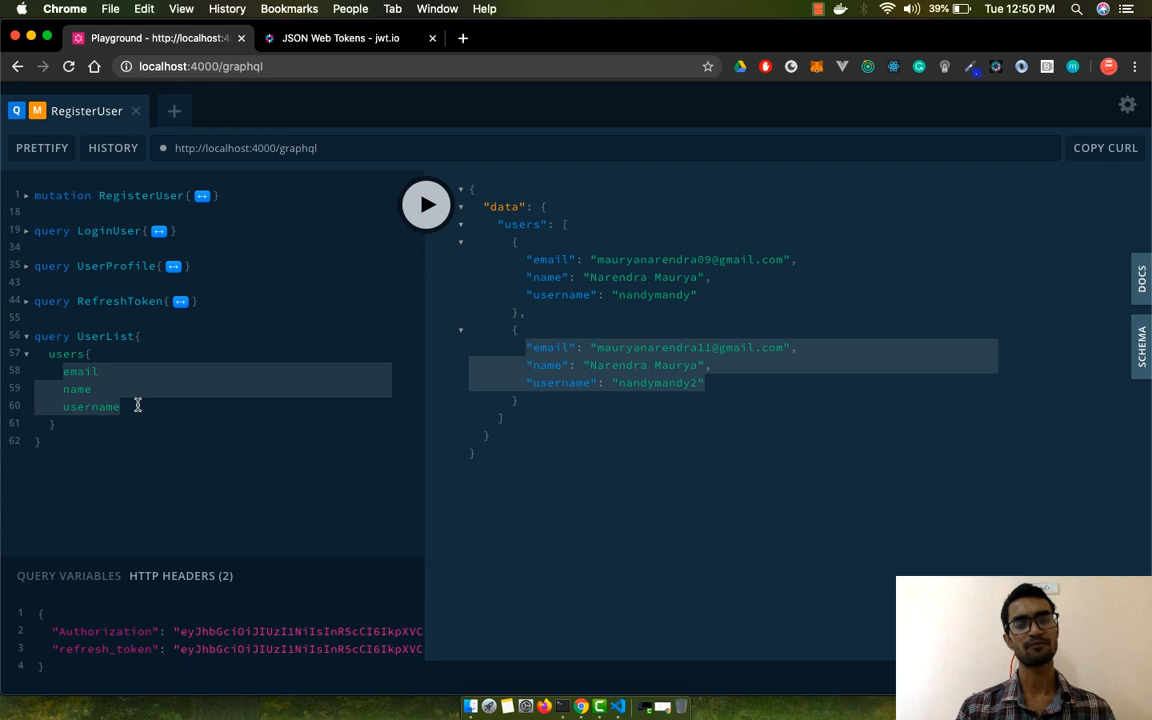 Chrome File Edit View History Bookmarks People Tab Window Help 39% Tue 12:50 PM
Playground - http://localhost:4 JSON Web Tokens - jwt.io
localhost:4000/graphql
Q M RegisterUser
PRETTIFY HISTORY http://localhost:4000/graphql COPY CURL
1 mutation RegisterUser{ }
18
19 query LoginUser{ }
34
35 query UserProfile{ }
43
44 query RefreshToken{ }
55
56 query UserList{
57 users{
58 email
59 name
60 username
61 }
62 }
{
"data": {
"users": [
{
"email": "mauryanarendra09@gmail.com",
"name": "Narendra Maurya",
"username": "nandymandy"
},
{
"email": "mauryanarendra11@gmail.com",
"name": "Narendra Maurya",
"username": "nandymandy2"
}
]
}
}
DOCS
SCHEMA
QUERY VARIABLES HTTP HEADERS (2)
1 {
2 "Authorization": "eyJhbGciOiJIUzI1NiIsInR5cCI6IkpXVC
3 "refresh_token": "eyJhbGciOiJIUzI1NiIsInR5cCI6IkpXVC
4 }